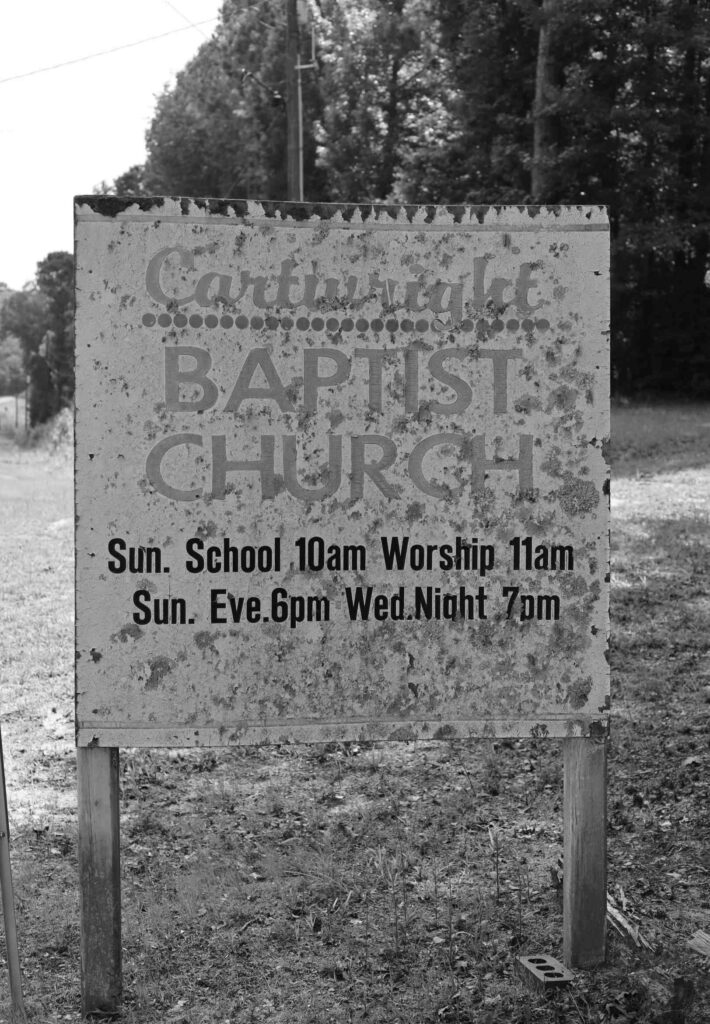 Cartwright
BAPTIST
CHURCH
Sun. School 10am Worship 11am
Sun. Eve.6pm Wed.Night 7pm